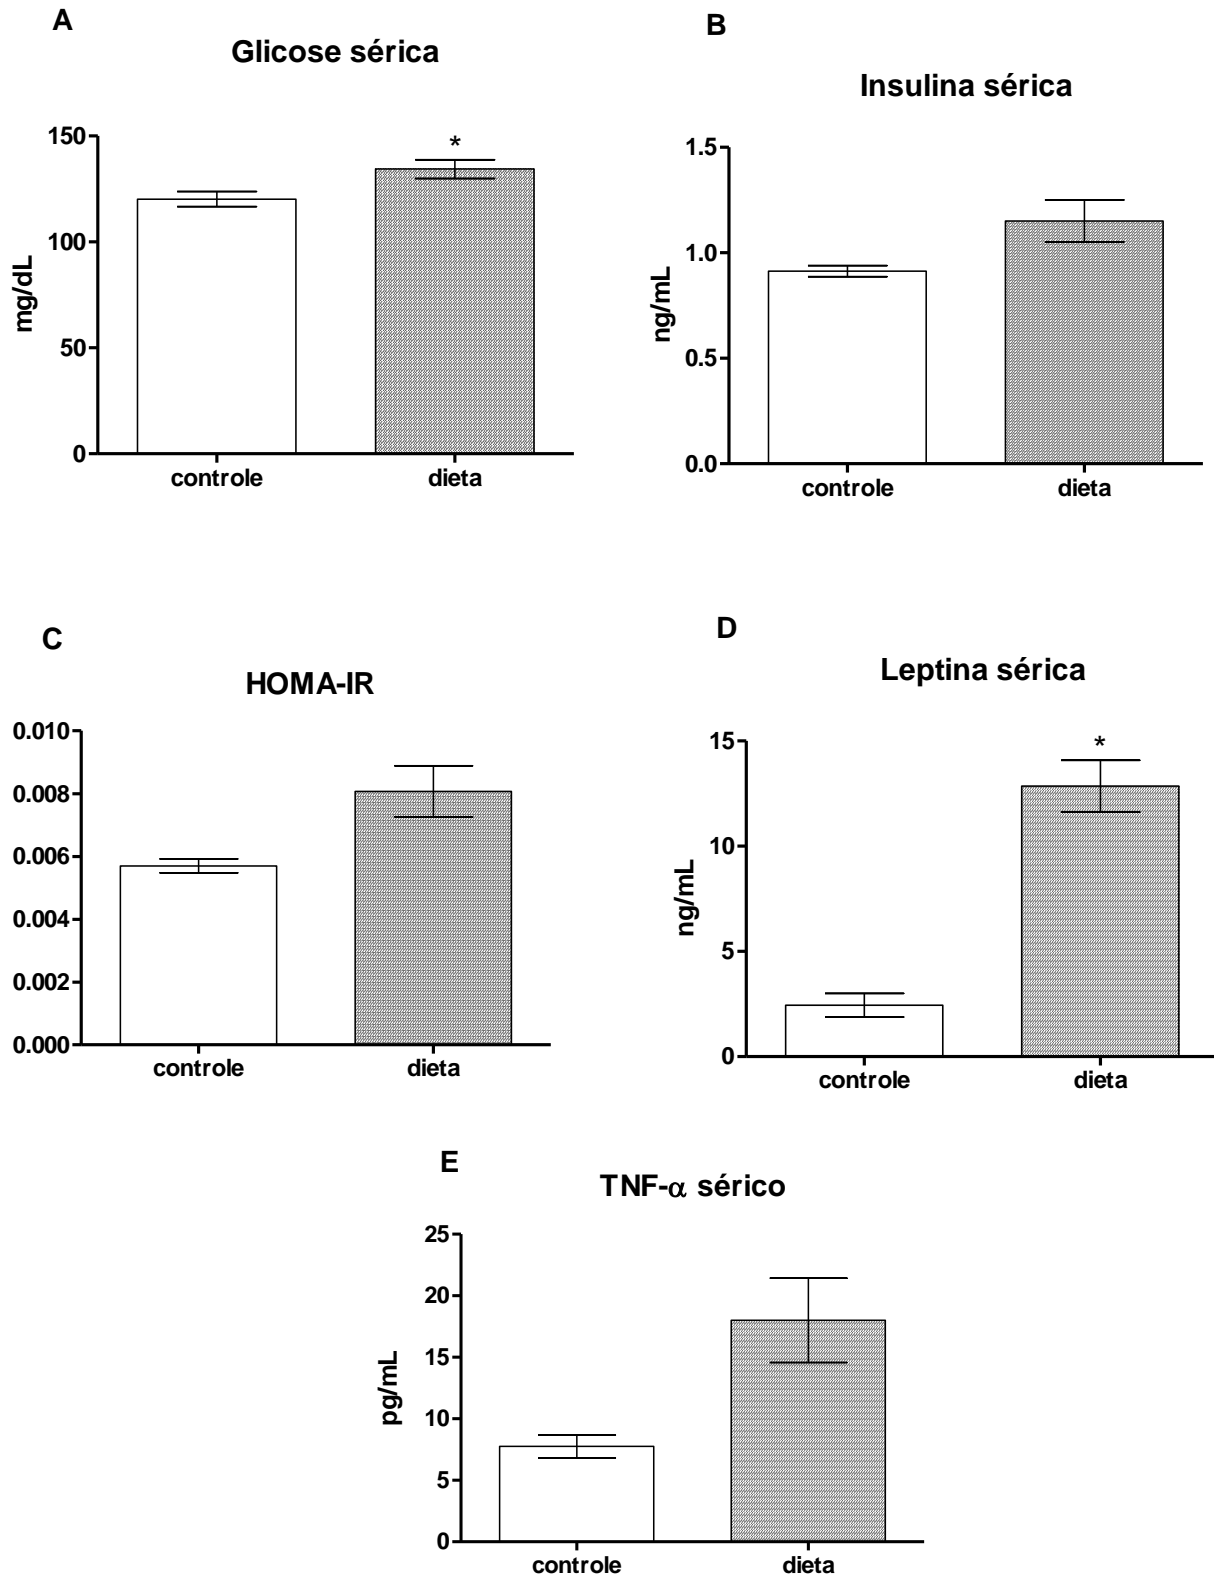 A
Glicose sérica
150
100
50
0
mg/dL
*
controle dieta
B
Insulina sérica
1.5
1.0
0.5
0.0
ng/mL
controle dieta
C
HOMA-IR
0.010
0.008
0.006
0.004
0.002
0.000
controle dieta
D
Leptina sérica
15
10
5
0
ng/mL
*
controle dieta
E
TNF-α sérico
25
20
15
10
5
0
pg/mL
controle dieta